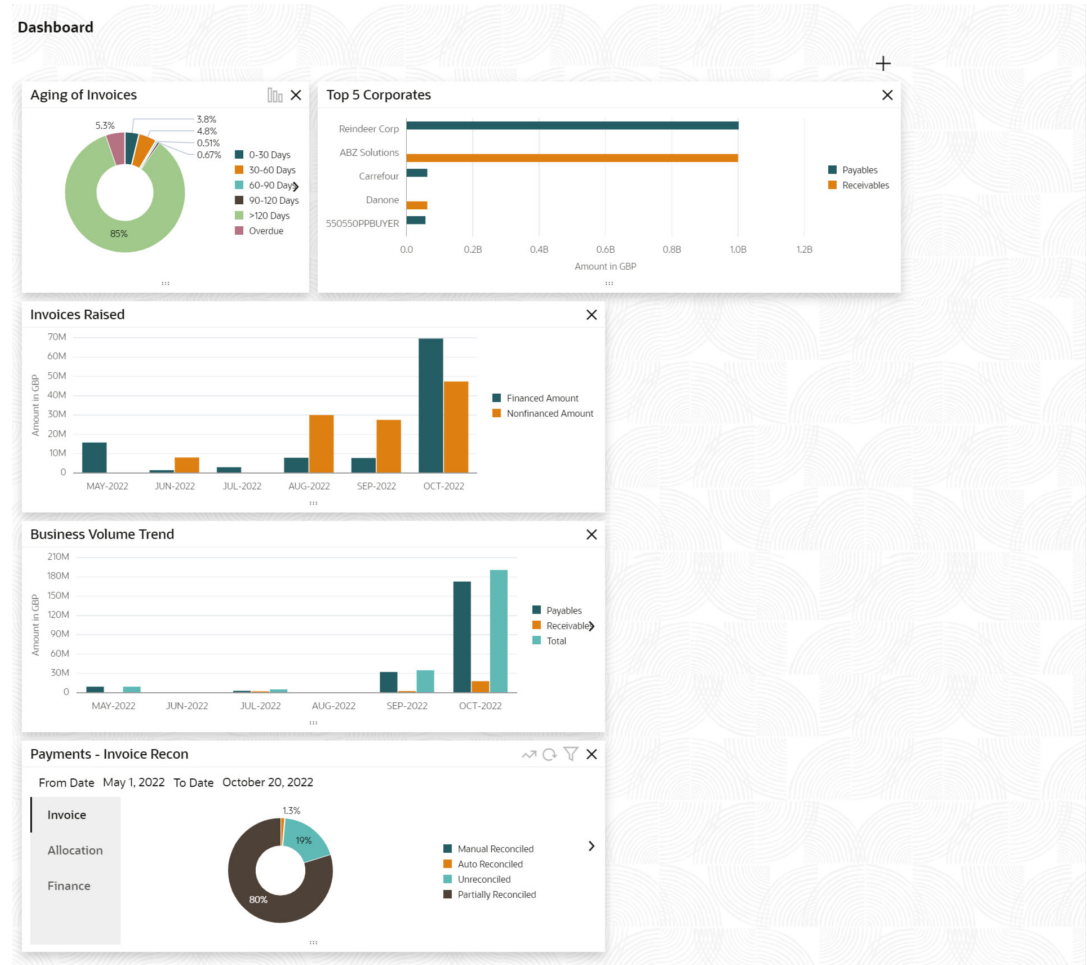 Dashboard
Aging of Invoices
5.3%
3.8%
4.8%
0.51%
0.67%
85%
0-30 Days
30-60 Days
60-90 Days
90-120 Days
>120 Days
Overdue
Top 5 Corporates
Reindeer Corp
ABZ Solutions
Carrefour
Danone
550550PPBUYER
0.0 0.2B 0.4B 0.6B 0.8B 1.0B 1.2B
Amount in GBP
Payables
Receivables
Invoices Raised
Amount in GBP
70M
60M
50M
40M
30M
20M
10M
0
MAY-2022 JUN-2022 JUL-2022 AUG-2022 SEP-2022 OCT-2022
Financed Amount
Nonfinanced Amount
Business Volume Trend
Amount in GBP
210M
180M
150M
120M
90M
60M
30M
0
MAY-2022 JUN-2022 JUL-2022 AUG-2022 SEP-2022 OCT-2022
Payables
Receivables
Total
Payments - Invoice Recon
From Date May 1, 2022 To Date October 20, 2022
Invoice
Allocation
Finance
1.3%
19%
80%
Manual Reconciled
Auto Reconciled
Unreconciled
Partially Reconciled